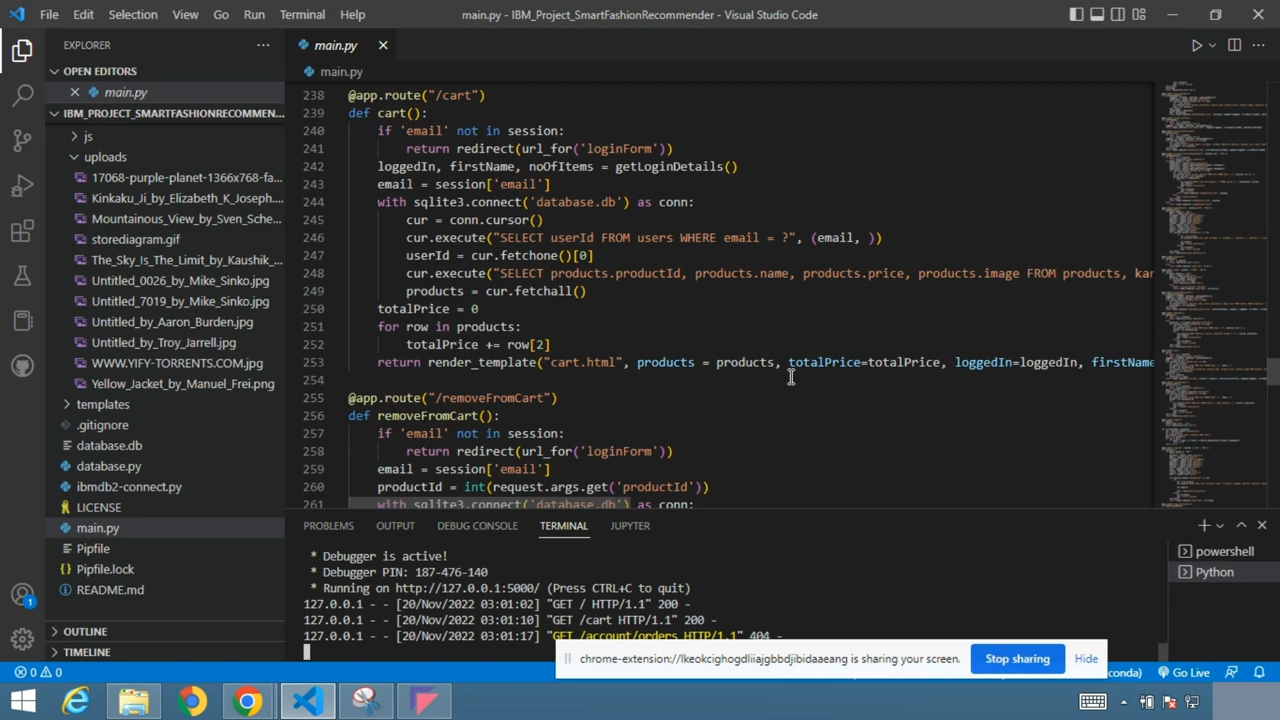 File Edit Selection View Go Run Terminal Help
main.py - IBM_Project_SmartFashionRecommender - Visual Studio Code
EXPLORER
OPEN EDITORS
main.py
IBM_PROJECT_SMARTFASHIONRECOMMEN...
js
uploads
17068-purple-planet-1366x768-fa...
Kinkaku_Ji_by_Elizabeth_K_Joseph...
Mountainous_View_by_Sven_Sche...
storediagram.gif
The_Sky_Is_The_Limit_by_Kaushik_...
Untitled_0026_by_Mike_Sinko.jpg
Untitled_7019_by_Mike_Sinko.jpg
Untitled_by_Aaron_Burden.jpg
Untitled_by_Troy_Jarrell.jpg
WWW.YIFY-TORRENTS.COM.jpg
Yellow_Jacket_by_Manuel_Frei.png
templates
.gitignore
database.db
database.py
ibmdb2-connect.py
LICENSE
main.py
Pipfile
Pipfile.lock
README.md
OUTLINE
TIMELINE
main.py
main.py
238 @app.route("/cart")
239 def cart():
240 if 'email' not in session:
241 return redirect(url_for('loginForm'))
242 loggedIn, firstName, noOfItems = getLoginDetails()
243 email = session['email']
244 with sqlite3.connect('database.db') as conn:
245 cur = conn.cursor()
246 cur.execute("SELECT userId FROM users WHERE email = ?", (email, ))
247 userId = cur.fetchone()[0]
248 cur.execute("SELECT products.productId, products.name, products.price, products.image FROM products, kar
249 products = cur.fetchall()
250 totalPrice = 0
251 for row in products:
252 totalPrice += row[2]
253 return render_template("cart.html", products = products, totalPrice=totalPrice, loggedIn=loggedIn, firstName
254
255 @app.route("/removeFromCart")
256 def removeFromCart():
257 if 'email' not in session:
258 return redirect(url_for('loginForm'))
259 email = session['email']
260 productId = int(request.args.get('productId'))
261 with sqlite3.connect('database.db') as conn:
PROBLEMS OUTPUT DEBUG CONSOLE TERMINAL JUPYTER
* Debugger is active!
* Debugger PIN: 187-476-140
* Running on http://127.0.0.1:5000/ (Press CTRL+C to quit)
127.0.0.1 - - [20/Nov/2022 03:01:02] "GET / HTTP/1.1" 200 -
127.0.0.1 - - [20/Nov/2022 03:01:10] "GET /cart HTTP/1.1" 200 -
127.0.0.1 - - [20/Nov/2022 03:01:17] "GET /account/orders HTTP/1.1" 404 -
powershell
Python
chrome-extension://lkeokcighogdliiajgbbdjibidaaeang is sharing your screen. Stop sharing Hide
0 0
conda) Go Live
1